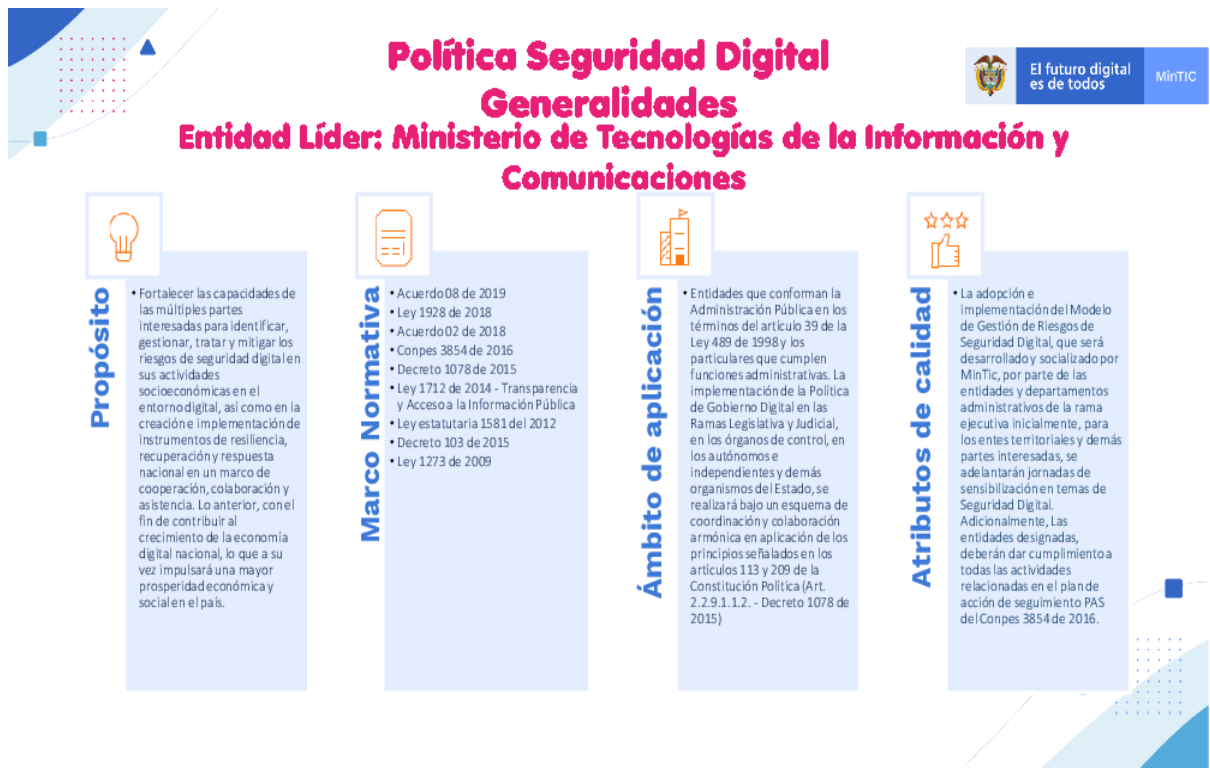 Política Seguridad Digital
Generalidades
Entidad Líder: Ministerio de Tecnologías de la Información y
Comunicaciones
El futuro digital
es de todos
MinTIC
Propósito
• Fortalecer las capacidades de
las múltiples partes
interesadas para identificar,
gestionar, tratar y mitigar los
riesgos de seguridad digital en
sus actividades
socioeconómicas en el
entorno digital, así como en la
creación e implementación de
instrumentos de resiliencia,
recuperación y respuesta
nacional en un marco de
cooperación, colaboración y
asistencia. Lo anterior, con el
fin de contribuir al
crecimiento de la economía
digital nacional, lo que a su
vez impulsará una mayor
prosperidad económica y
social en el país.
Marco Normativa
• Acuerdo 08 de 2019
• Ley 1928 de 2018
• Acuerdo 02 de 2018
• Conpes 3854 de 2016
• Decreto 1078 de 2015
• Ley 1712 de 2014 - Transparencia
y Acceso a la Información Pública
• Ley estatutaria 1581 del 2012
• Decreto 103 de 2015
• Ley 1273 de 2009
Ámbito de aplicación
• Entidades que conforman la
Administración Pública en los
términos del artículo 39 de la
Ley 489 de 1998 y los
particulares que cumplen
funciones administrativas. La
implementación de la Política
de Gobierno Digital en las
Ramas Legislativa y Judicial,
en los órganos de control, en
los autónomos e
independientes y demás
organismos del Estado, se
realizará bajo un esquema de
coordinación y colaboración
armónica en aplicación de los
principios señalados en los
artículos 113 y 209 de la
Constitución Política (Art.
2.2.9.1.1.2. - Decreto 1078 de
2015)
Atributos de calidad
• La adopción e
implementación del Modelo
de Gestión de Riesgos de
Seguridad Digital, que será
desarrollado y socializado por
MinTic, por parte de las
entidades y departamentos
administrativos de la rama
ejecutiva inicialmente, para
los entes territoriales y demás
partes interesadas, se
adelantarán jornadas de
sensibilización en temas de
Seguridad Digital.
Adicionalmente, Las
entidades designadas,
deberán dar cumplimiento a
todas las actividades
relacionadas en el plan de
acción de seguimiento PAS
del Conpes 3854 de 2016.